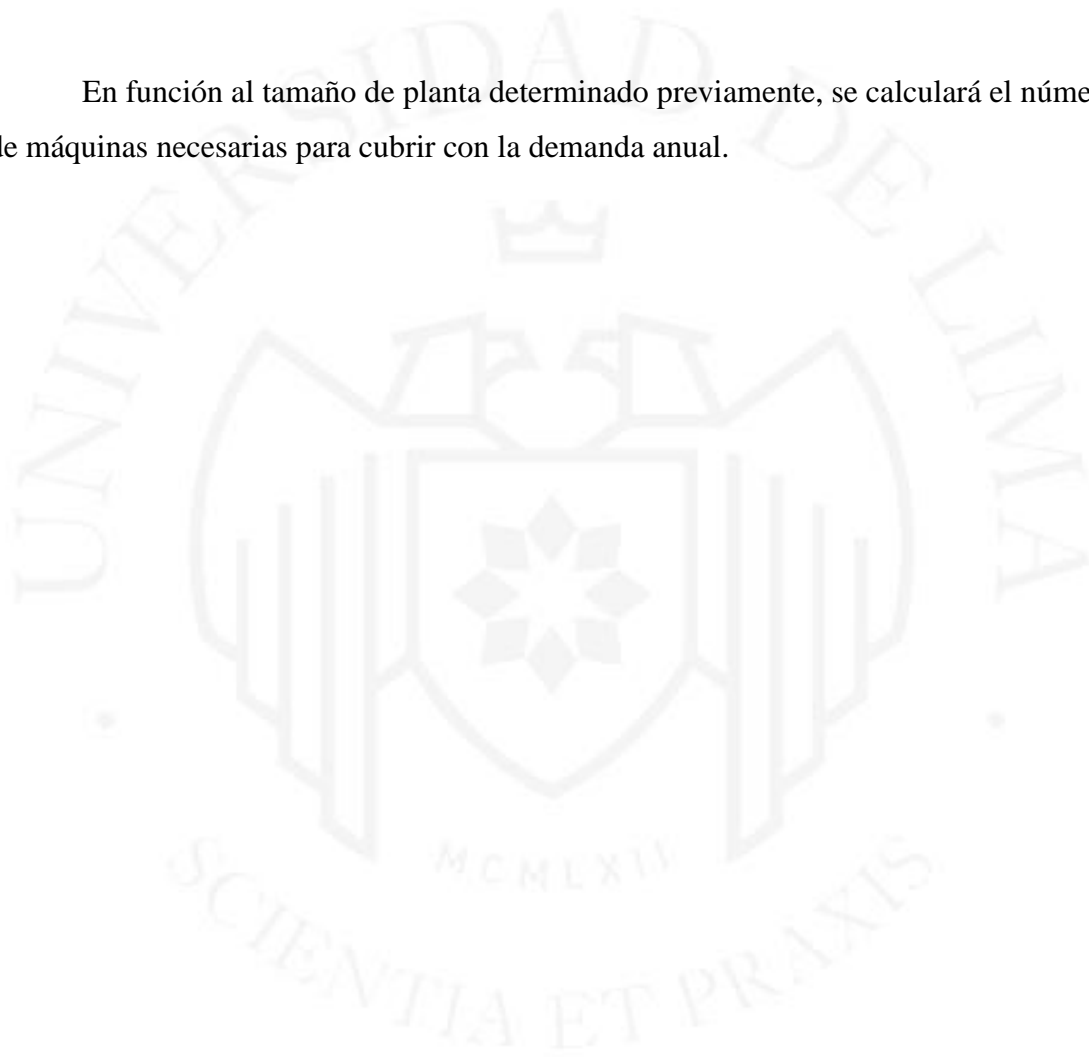 En función al tamaño de planta determinado previamente, se calculará el núme
de máquinas necesarias para cubrir con la demanda anual.
UNIVERSIDAD DE LIMA
MCMLXII
SCIENTIA ET PRAXIS